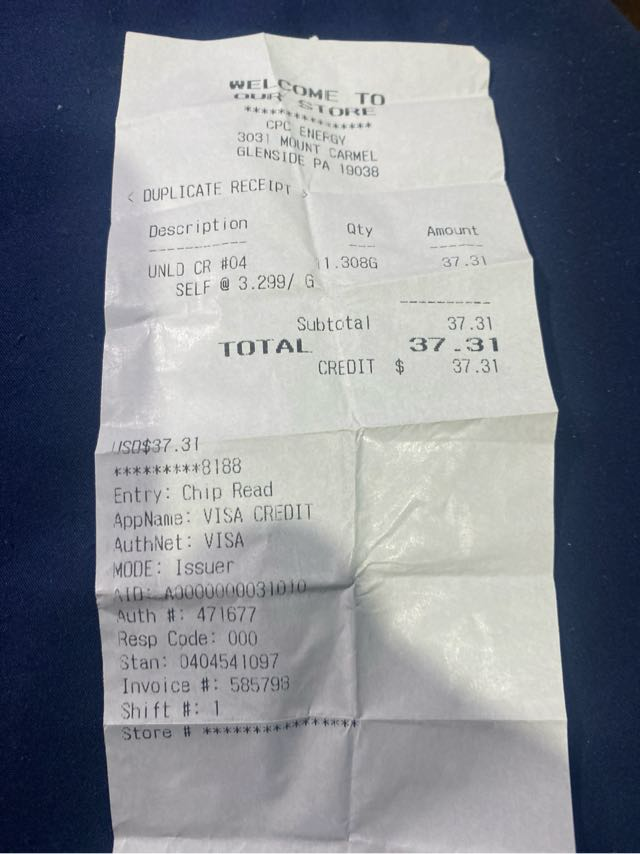 WELCOME TO
OUR STORE
*****************
CPC ENERGY
3031 MOUNT CARMEL
GLENSIDE PA 19038
< DUPLICATE RECEIPT >
Description Qty Amount
----------- --- ------
UNLD CR #04 11.308G 37.31
SELF @ 3.299/ G
----------
Subtotal 37.31
TOTAL 37.31
CREDIT $ 37.31
USD$37.31
*********8188
Entry: Chip Read
AppName: VISA CREDIT
AuthNet: VISA
MODE: Issuer
AID: A0000000031010
Auth #: 471677
Resp Code: 000
Stan: 0404541097
Invoice #: 585798
Shift #: 1
Store # *****************